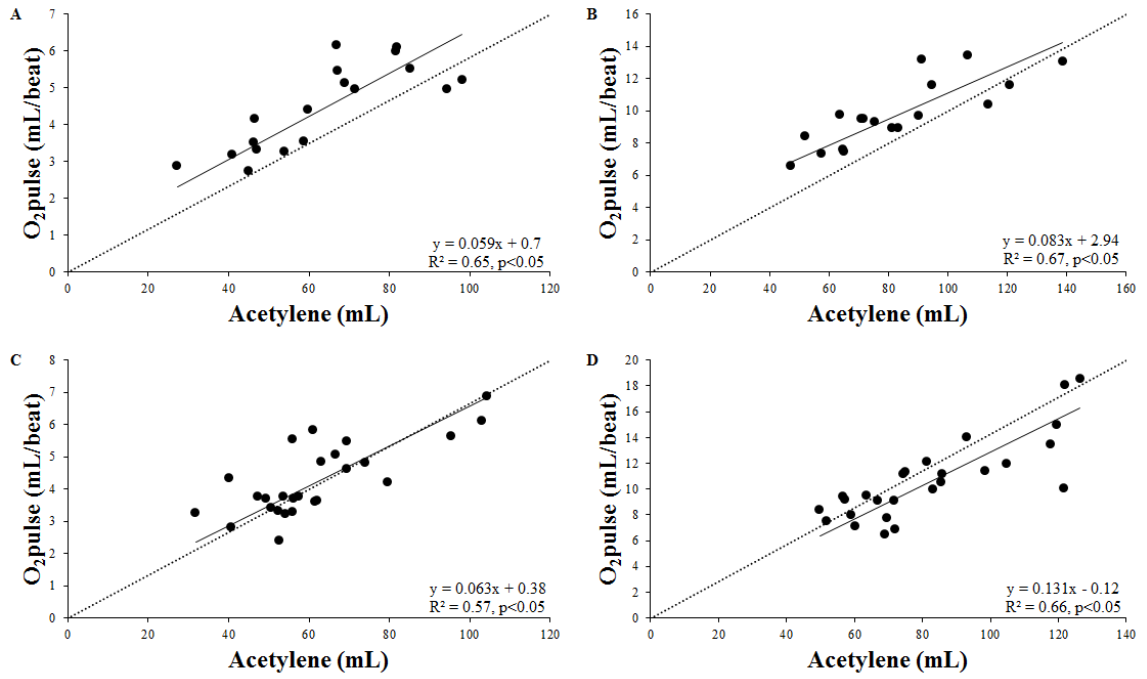 A
O₂pulse (mL/beat)
7
6
5
4
3
2
1
0
y = 0.059x + 0.7
R² = 0.65, p<0.05
0 20 40 60 80 100 120
Acetylene (mL)
B
O₂pulse (mL/beat)
16
14
12
10
8
6
4
2
0
y = 0.083x + 2.94
R² = 0.67, p<0.05
0 20 40 60 80 100 120 140 160
Acetylene (mL)
C
O₂pulse (mL/beat)
8
7
6
5
4
3
2
1
0
y = 0.063x + 0.38
R² = 0.57, p<0.05
0 20 40 60 80 100 120
Acetylene (mL)
D
O₂pulse (mL/beat)
20
18
16
14
12
10
8
6
4
2
0
y = 0.131x - 0.12
R² = 0.66, p<0.05
0 20 40 60 80 100 120 140
Acetylene (mL)